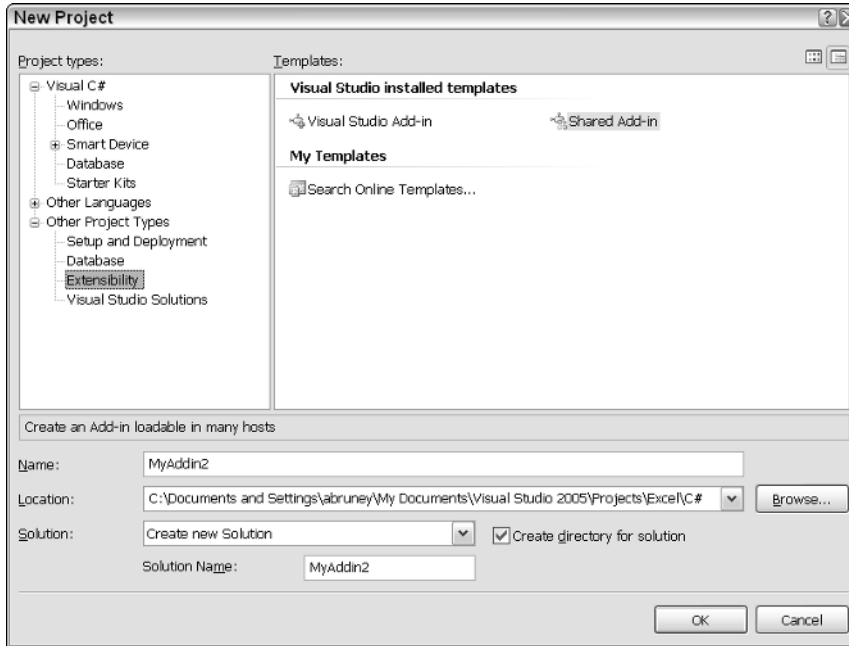 New Project
Project types:
Visual C#
Windows
Office
Smart Device
Database
Starter Kits
Other Languages
Other Project Types
Setup and Deployment
Database
Extensibility
Visual Studio Solutions
Templates:
Visual Studio installed templates
Visual Studio Add-in
Shared Add-in
My Templates
Search Online Templates...
Create an Add-in loadable in many hosts
Name:
MyAddin2
Location:
C:\Documents and Settings\abruney\My Documents\Visual Studio 2005\Projects\Excel\C#
Browse...
Solution:
Create new Solution
Create directory for solution
Solution Name:
MyAddin2
OK
Cancel